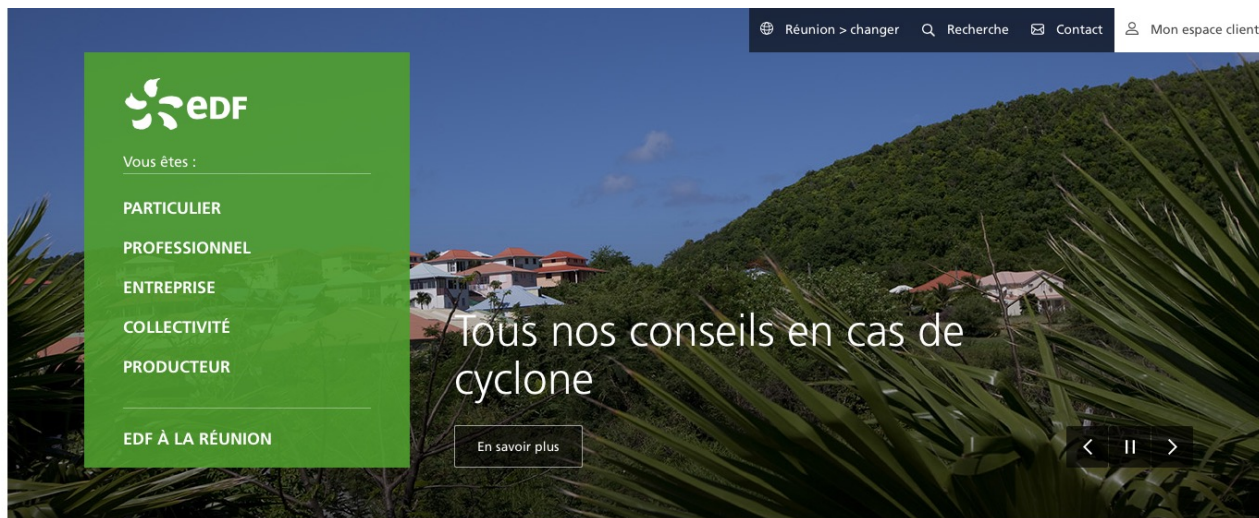 Réunion > changer
Recherche
Contact
Mon espace client
eDF
Vous êtes :
PARTICULIER
PROFESSIONNEL
ENTREPRISE
COLLECTIVITÉ
PRODUCTEUR
EDF À LA RÉUNION
Tous nos conseils en cas de
cyclone
En savoir plus